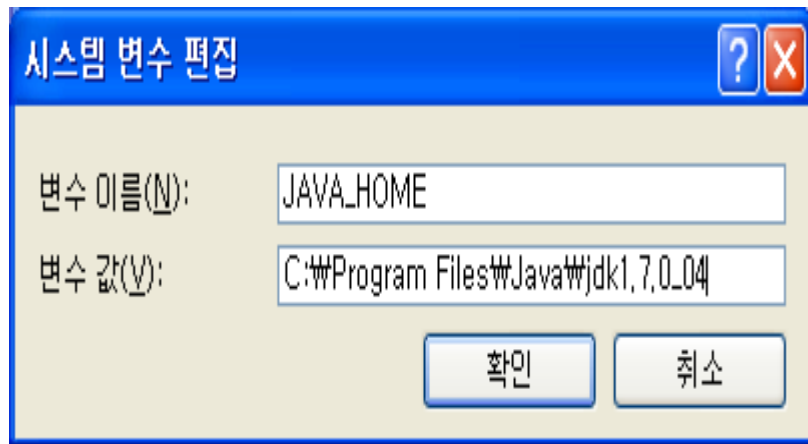 시스템 변수 편집
변수 이름(N):
JAVA_HOME
변수 값(V):
C:₩Program Files₩Java₩jdk1.7.0_04
확인
취소